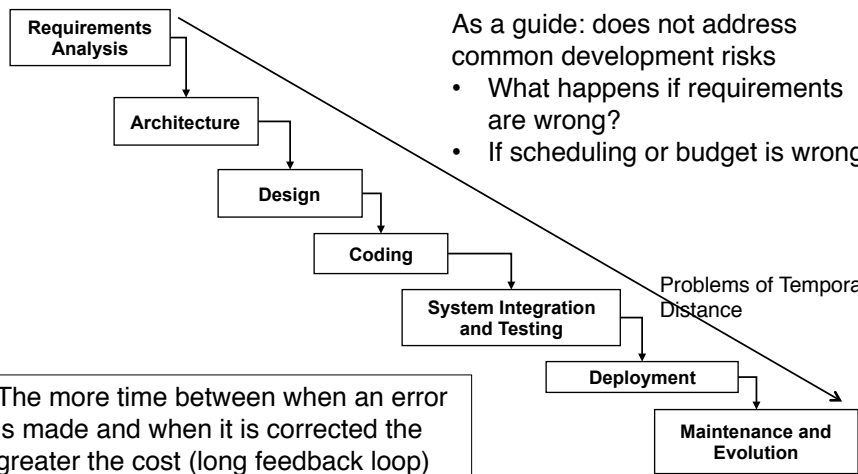 Requirements
Analysis
As a guide: does not address
common development risks
• What happens if requirements
are wrong?
• If scheduling or budget is wrong
Architecture
Design
Coding
System Integration
and Testing
Problems of Tempora
Distance
Deployment
Maintenance and
Evolution
The more time between when an error
s made and when it is corrected the
greater the cost (long feedback loop)